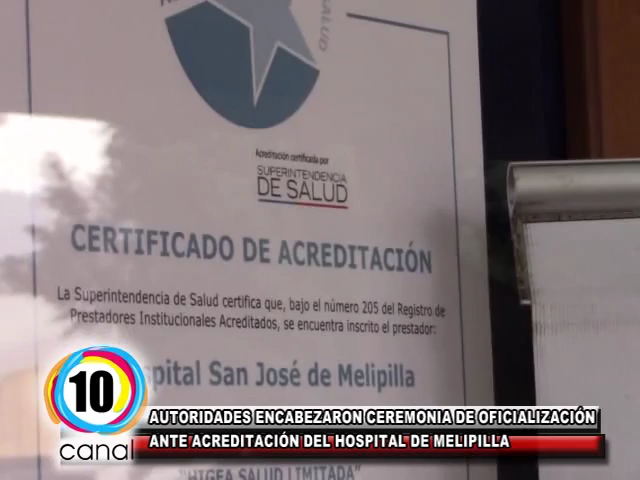 SALUD
Acreditación certificada por
SUPERINTENDENCIA
DE SALUD
CERTIFICADO DE ACREDITACIÓN
La Superintendencia de Salud certifica que, bajo el número 205 del Registro de
Prestadores Institucionales Acreditados, se encuentra inscrito el prestador:
San José de Melipilla
10
canal
AUTORIDADES ENCABEZARON CEREMONIA DE OFICIALIZACIÓN
ANTE ACREDITACIÓN DEL HOSPITAL DE MELIPILLA
"HIGEA SALUD LIMITADA"